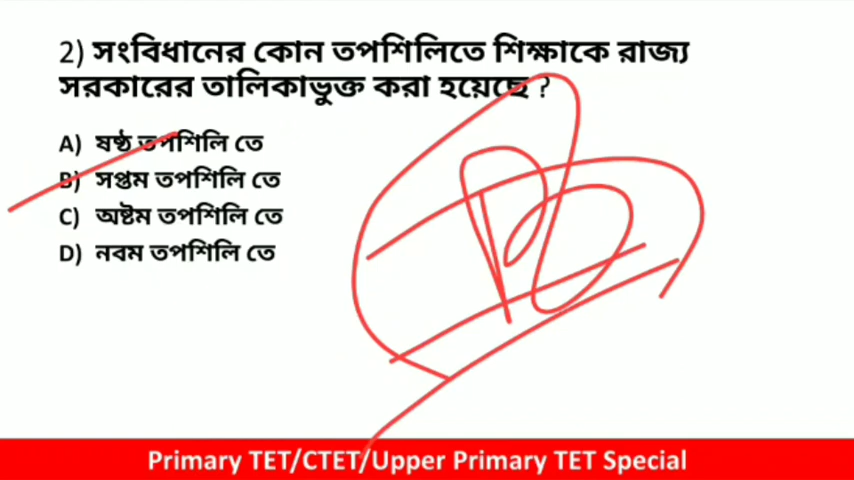 2) সংবিধানের কোন তপশিলিতে শিক্ষাকে রাজ্য
সরকারের তালিকাভুক্ত করা হয়েছে ?
A) ষষ্ঠ তপশিলি তে
B) সপ্তম তপশিলি তে
C) অষ্টম তপশিলি তে
D) নবম তপশিলি তে
Primary TET/CTET/Upper Primary TET Special